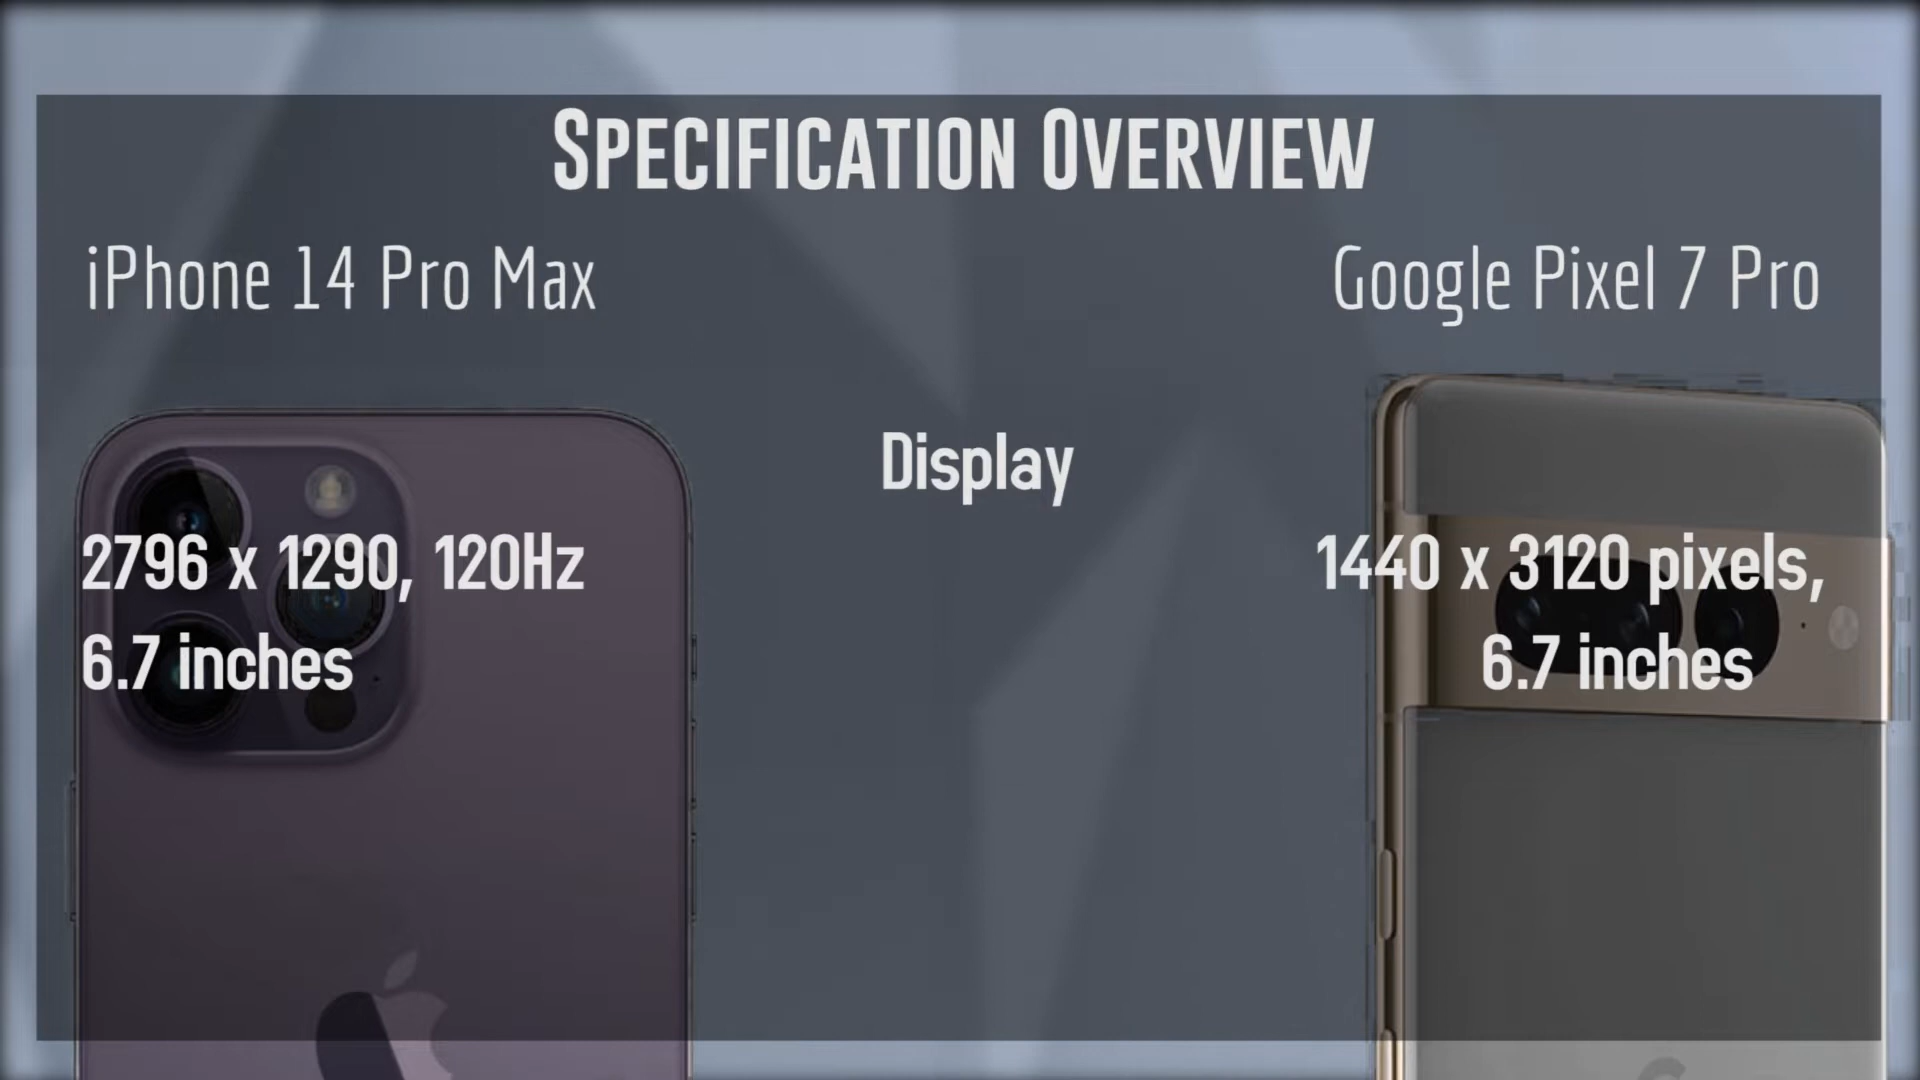 Specification Overview
iPhone 14 Pro Max
Google Pixel 7 Pro
Display
2796 x 1290, 120Hz
6.7 inches
1440 x 3120 pixels,
6.7 inches